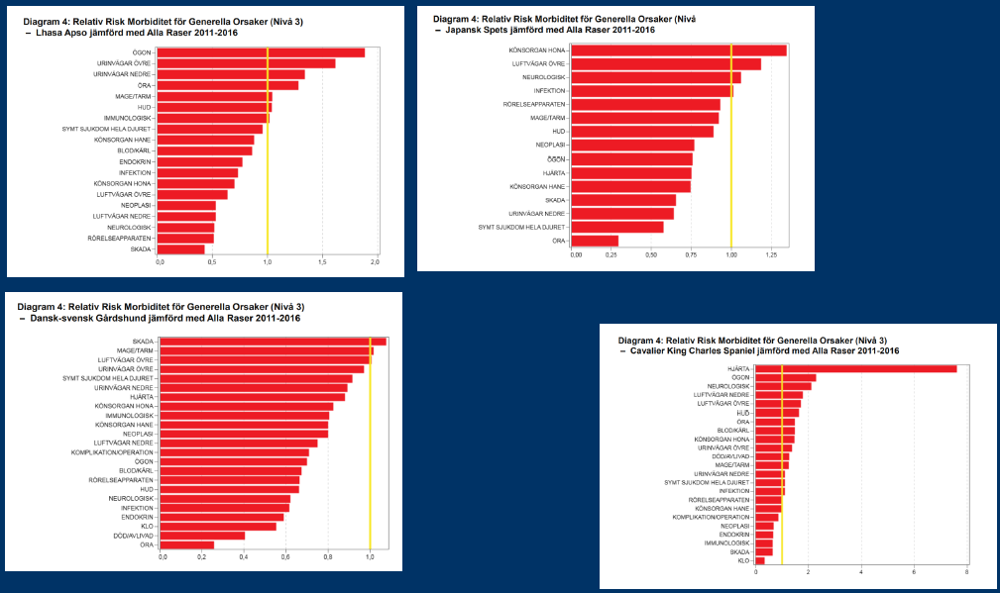 Diagram 4: Relativ Risk Morbiditet för Generella Orsaker (Nivå 3)
– Lhasa Apso jämförd med Alla Raser 2011-2016
ÖGON
URINVÄGAR ÖVRE
URINVÄGAR NEDRE
ÖRA
MAGE/TARM
HUD
IMMUNOLOGISK
SYMT SJUKDOM HELA DJURET
KÖNSORGAN HANE
BLOD/KÄRL
ENDOKRIN
INFEKTION
KÖNSORGAN HONA
LUFTVÄGAR ÖVRE
NEOPLASI
LUFTVÄGAR NEDRE
NEUROLOGISK
RÖRELSEAPPARATEN
SKADA
0,0 0,5 1,0 1,5 2,0
Diagram 4: Relativ Risk Morbiditet för Generella Orsaker (Nivå
– Japansk Spets jämförd med Alla Raser 2011-2016
KÖNSORGAN HONA
LUFTVÄGAR ÖVRE
NEUROLOGISK
INFEKTION
RÖRELSEAPPARATEN
MAGE/TARM
HUD
NEOPLASI
ÖGON
HJÄRTA
KÖNSORGAN HANE
SKADA
URINVÄGAR NEDRE
SYMT SJUKDOM HELA DJURET
ÖRA
0,00 0,25 0,50 0,75 1,00 1,25
Diagram 4: Relativ Risk Morbiditet för Generella Orsaker (Nivå 3)
– Dansk-svensk Gårdshund jämförd med Alla Raser 2011-2016
SKADA
MAGE/TARM
LUFTVÄGAR ÖVRE
URINVÄGAR ÖVRE
SYMT SJUKDOM HELA DJURET
URINVÄGAR NEDRE
HJÄRTA
KÖNSORGAN HONA
IMMUNOLOGISK
KÖNSORGAN HANE
NEOPLASI
LUFTVÄGAR NEDRE
KOMPLIKATION/OPERATION
ÖGON
BLOD/KÄRL
RÖRELSEAPPARATEN
HUD
NEUROLOGISK
INFEKTION
ENDOKRIN
KLO
DÖD/AVLIVAD
ÖRA
0,0 0,2 0,4 0,6 0,8 1,0
Diagram 4: Relativ Risk Morbiditet för Generella Orsaker (Nivå 3)
– Cavalier King Charles Spaniel jämförd med Alla Raser 2011-2016
HJÄRTA
ÖGON
NEUROLOGISK
LUFTVÄGAR NEDRE
LUFTVÄGAR ÖVRE
HUD
ÖRA
BLOD/KÄRL
KÖNSORGAN HONA
URINVÄGAR ÖVRE
DÖD/AVLIVAD
MAGE/TARM
URINVÄGAR NEDRE
SYMT SJUKDOM HELA DJURET
INFEKTION
RÖRELSEAPPARATEN
KÖNSORGAN HANE
KOMPLIKATION/OPERATION
NEOPLASI
ENDOKRIN
IMMUNOLOGISK
SKADA
KLO
0 2 4 6 8